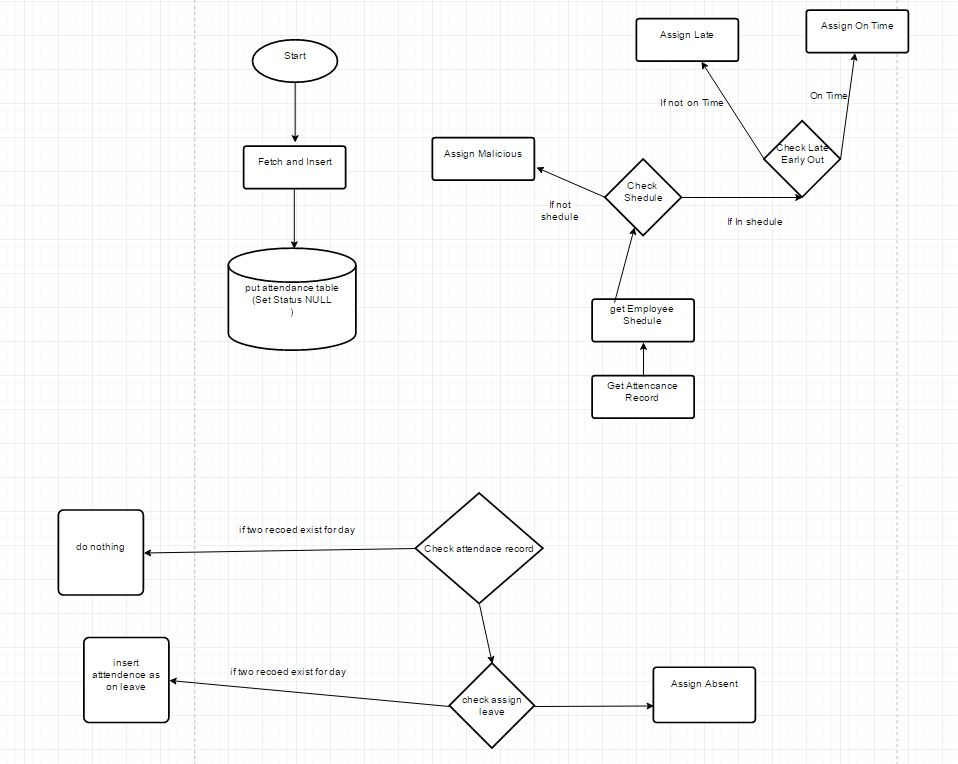 Start
Fetch and Insert
put attendance table
(Set Status NULL
)
Assign Late
Assign On Time
If not on Time
On Time
Check Late
Early Out
Assign Malicious
Check
Shedule
If not
shedule
If In shedule
get Employee
Shedule
Get Attencance
Record
do nothing
if two recoed exist for day
Check attendace record
insert
attendence as
on leave
if two recoed exist for day
check assign
leave
Assign Absent